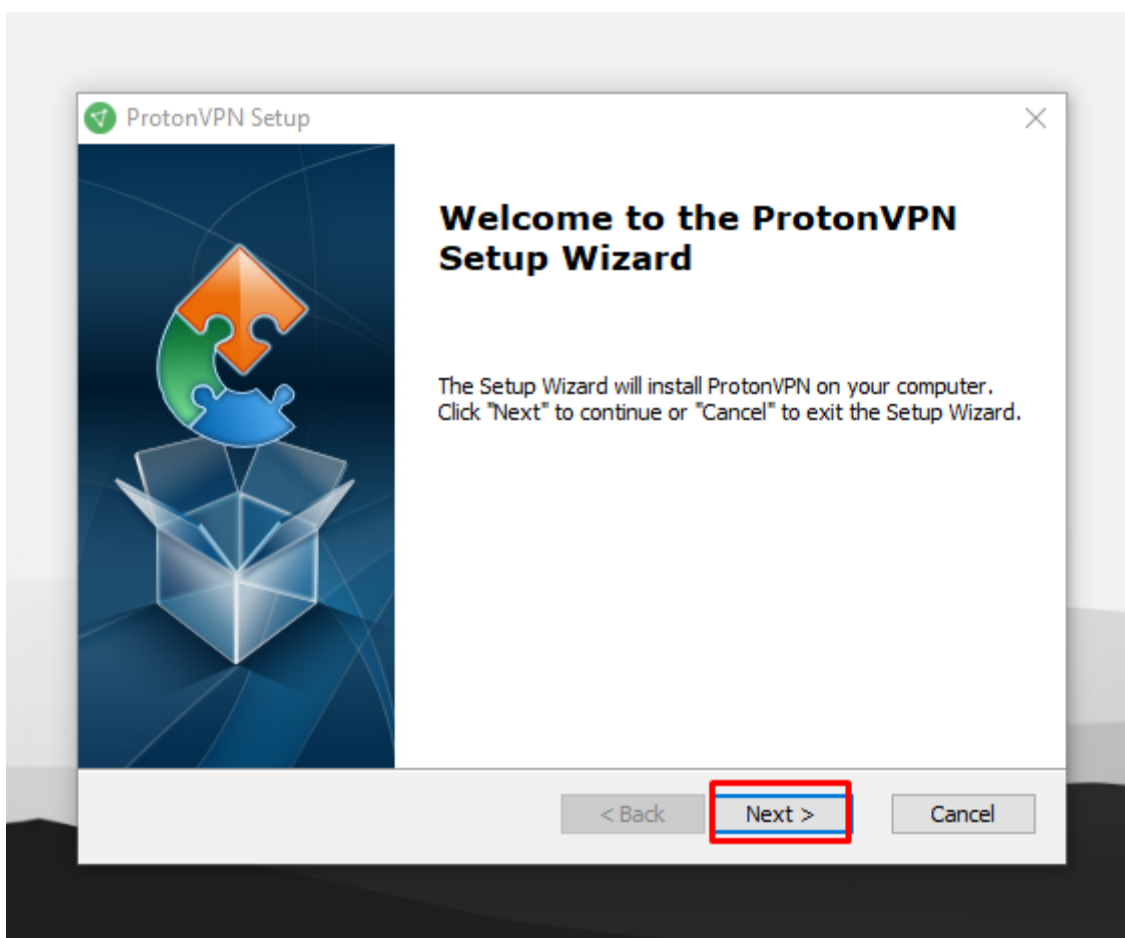 ProtonVPN Setup
Welcome to the ProtonVPN
Setup Wizard
The Setup Wizard will install ProtonVPN on your computer.
Click "Next" to continue or "Cancel" to exit the Setup Wizard.
< Back
Next >
Cancel